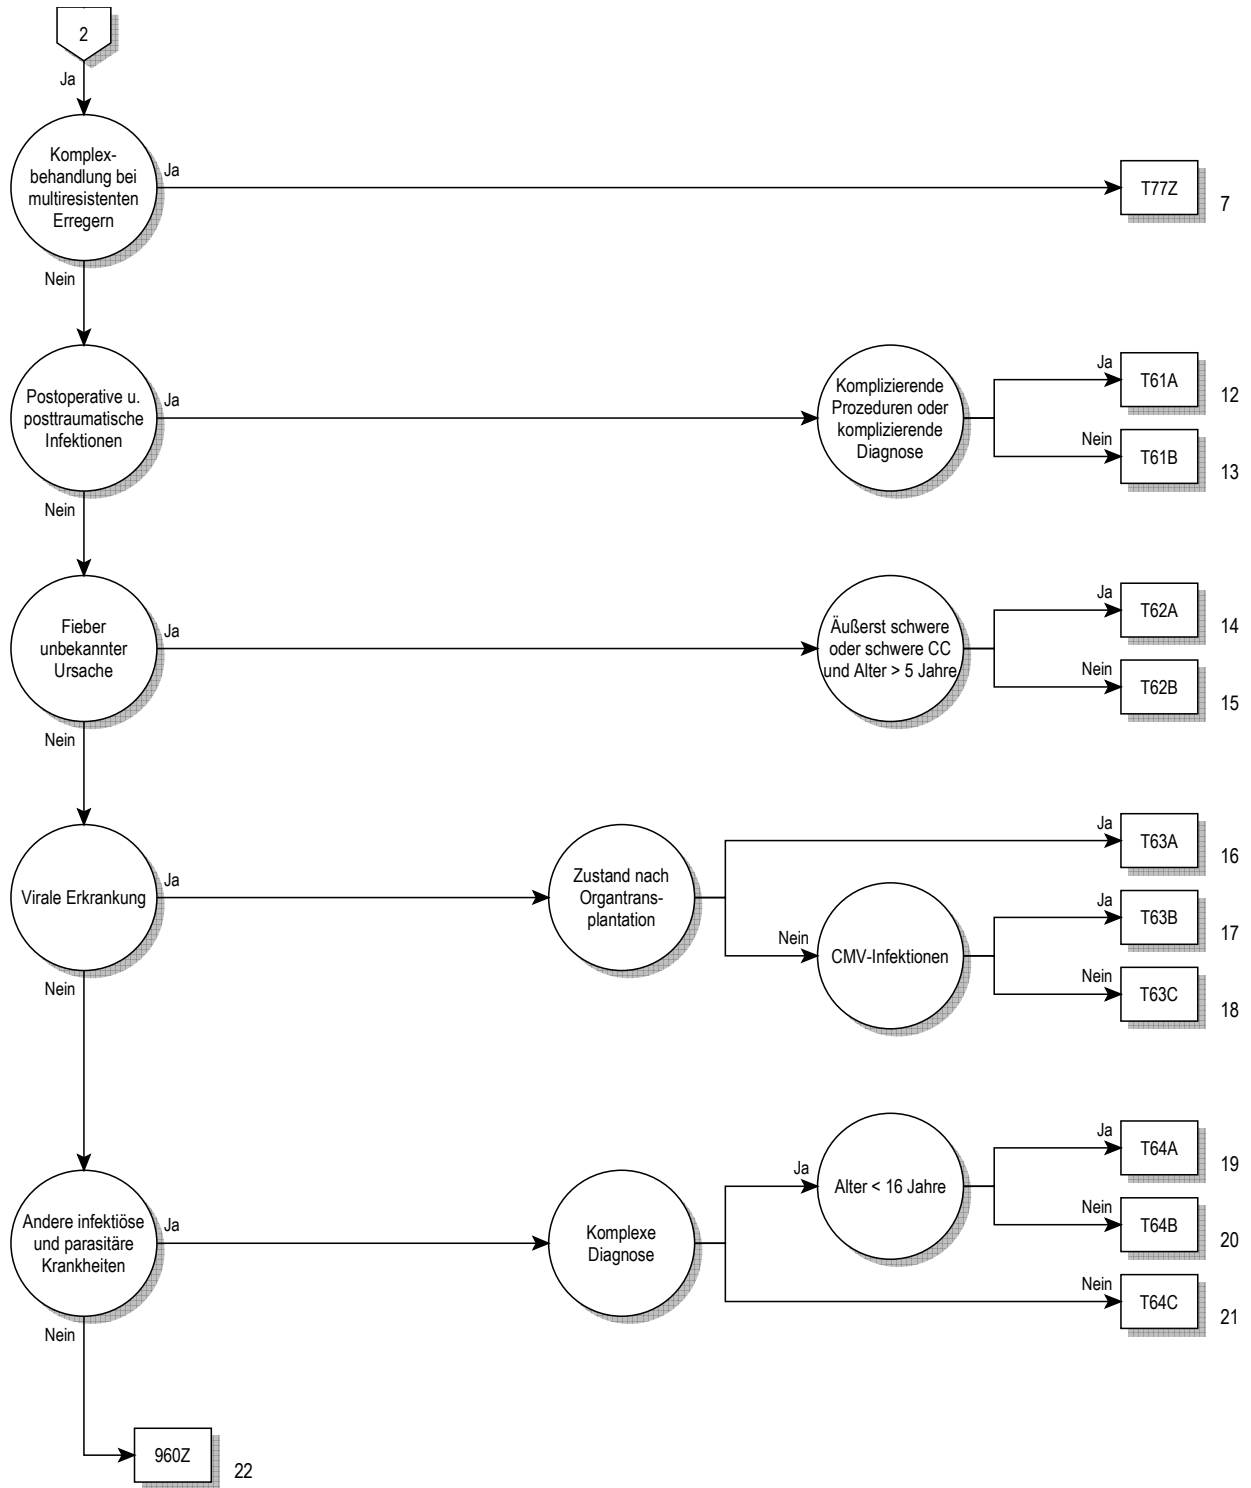 2
Ja
Komplex-
behandlung bei
multiresistenten
Erregern
Ja
T77Z
7
Nein
Postoperative u.
posttraumatische
Infektionen
Ja
Komplizierende
Prozeduren oder
komplizierende
Diagnose
Ja
T61A
12
Nein
T61B
13
Nein
Fieber
unbekannter
Ursache
Ja
Äußerst schwere
oder schwere CC
und Alter > 5 Jahre
Ja
T62A
14
Nein
T62B
15
Nein
Virale Erkrankung
Ja
Zustand nach
Organtrans-
plantation
Ja
T63A
16
Nein
CMV-Infektionen
Ja
T63B
17
Nein
T63C
18
Nein
Andere infektiöse
und parasitäre
Krankheiten
Ja
Komplexe
Diagnose
Ja
Alter < 16 Jahre
Ja
T64A
19
Nein
T64B
20
Nein
T64C
21
Nein
960Z
22